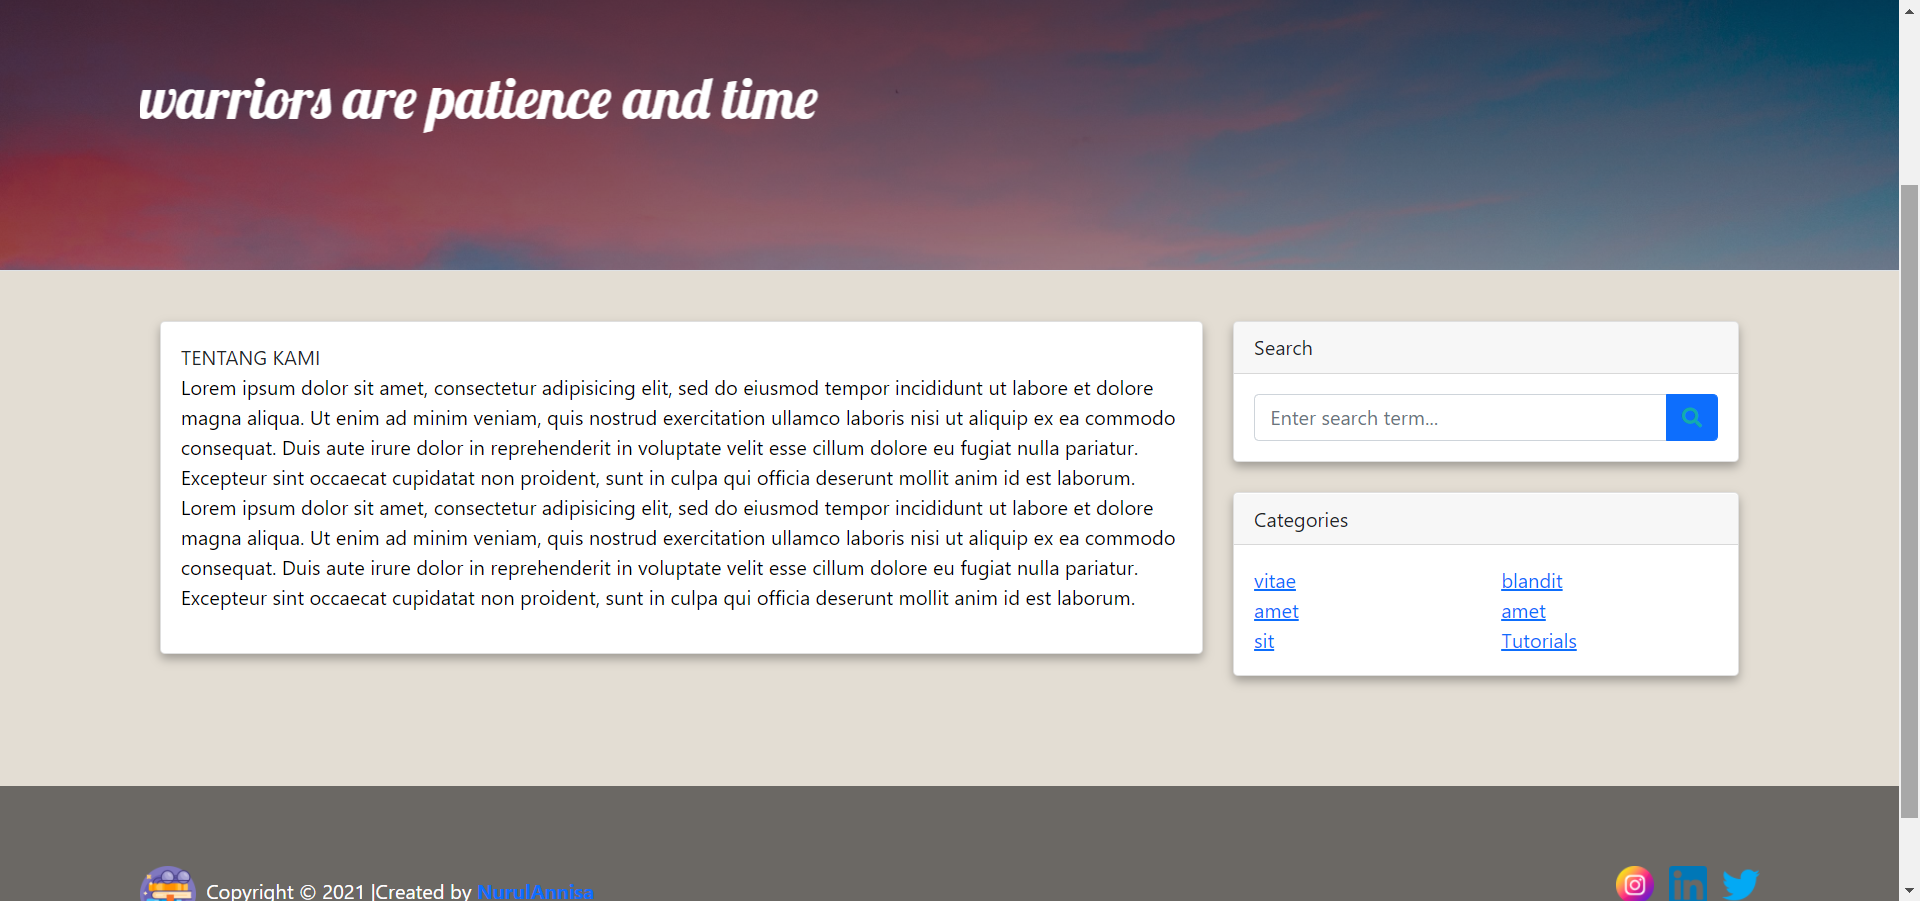 warriors are patience and time
TENTANG KAMI
Lorem ipsum dolor sit amet, consectetur adipisicing elit, sed do eiusmod tempor incididunt ut labore et dolore
magna aliqua. Ut enim ad minim veniam, quis nostrud exercitation ullamco laboris nisi ut aliquip ex ea commodo
consequat. Duis aute irure dolor in reprehenderit in voluptate velit esse cillum dolore eu fugiat nulla pariatur.
Excepteur sint occaecat cupidatat non proident, sunt in culpa qui officia deserunt mollit anim id est laborum.
Lorem ipsum dolor sit amet, consectetur adipisicing elit, sed do eiusmod tempor incididunt ut labore et dolore
magna aliqua. Ut enim ad minim veniam, quis nostrud exercitation ullamco laboris nisi ut aliquip ex ea commodo
consequat. Duis aute irure dolor in reprehenderit in voluptate velit esse cillum dolore eu fugiat nulla pariatur.
Excepteur sint occaecat cupidatat non proident, sunt in culpa qui officia deserunt mollit anim id est laborum.
Search
Enter search term...
Categories
vitae
amet
sit
blandit
amet
Tutorials
Copyright © 2021 |Created by NurulAnnisa
in